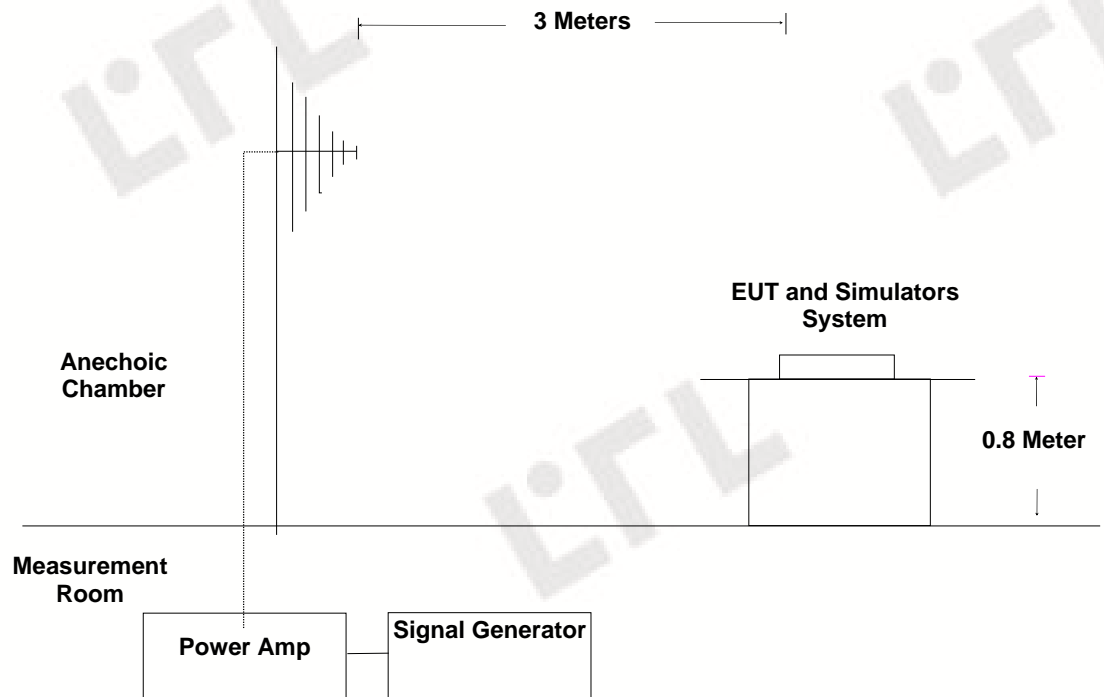 3 Meters
EUT and Simulators
System
Anechoic
Chamber
0.8 Meter
Measurement
Room
Power Amp
Signal Generator